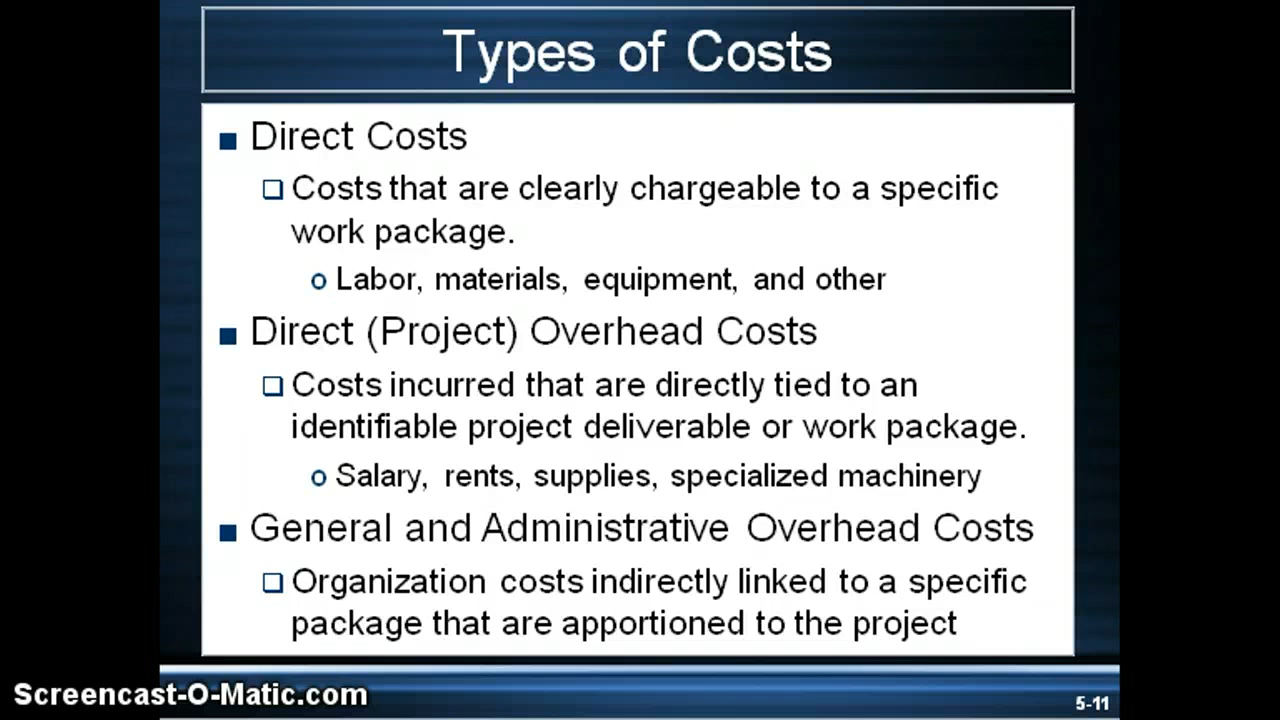 Types of Costs
Direct Costs
Costs that are clearly chargeable to a specific
work package.
Labor, materials, equipment, and other
Direct (Project) Overhead Costs
Costs incurred that are directly tied to an
identifiable project deliverable or work package.
Salary, rents, supplies, specialized machinery
General and Administrative Overhead Costs
Organization costs indirectly linked to a specific
package that are apportioned to the project
Screencast-O-Matic.com
5-11